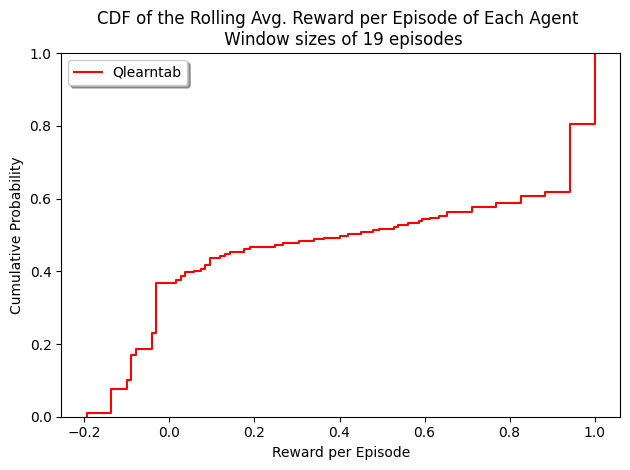 CDF of the Rolling Avg. Reward per Episode of Each Agent
Window sizes of 19 episodes
Qlearntab
Cumulative Probability
1.0
0.8
0.6
0.4
0.2
0.0
−0.2 0.0 0.2 0.4 0.6 0.8 1.0
Reward per Episode